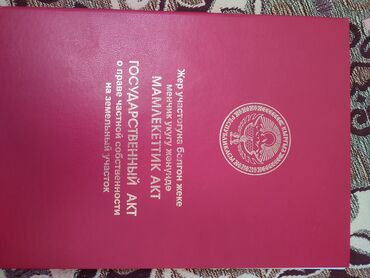 Жер участогуна болгон жеке
менчик укугу жөнүндө
МАМЛЕКЕТТИК АКТ
ГОСУДАРСТВЕННЫЙ АКТ
о праве частной собственности
на земельный участок